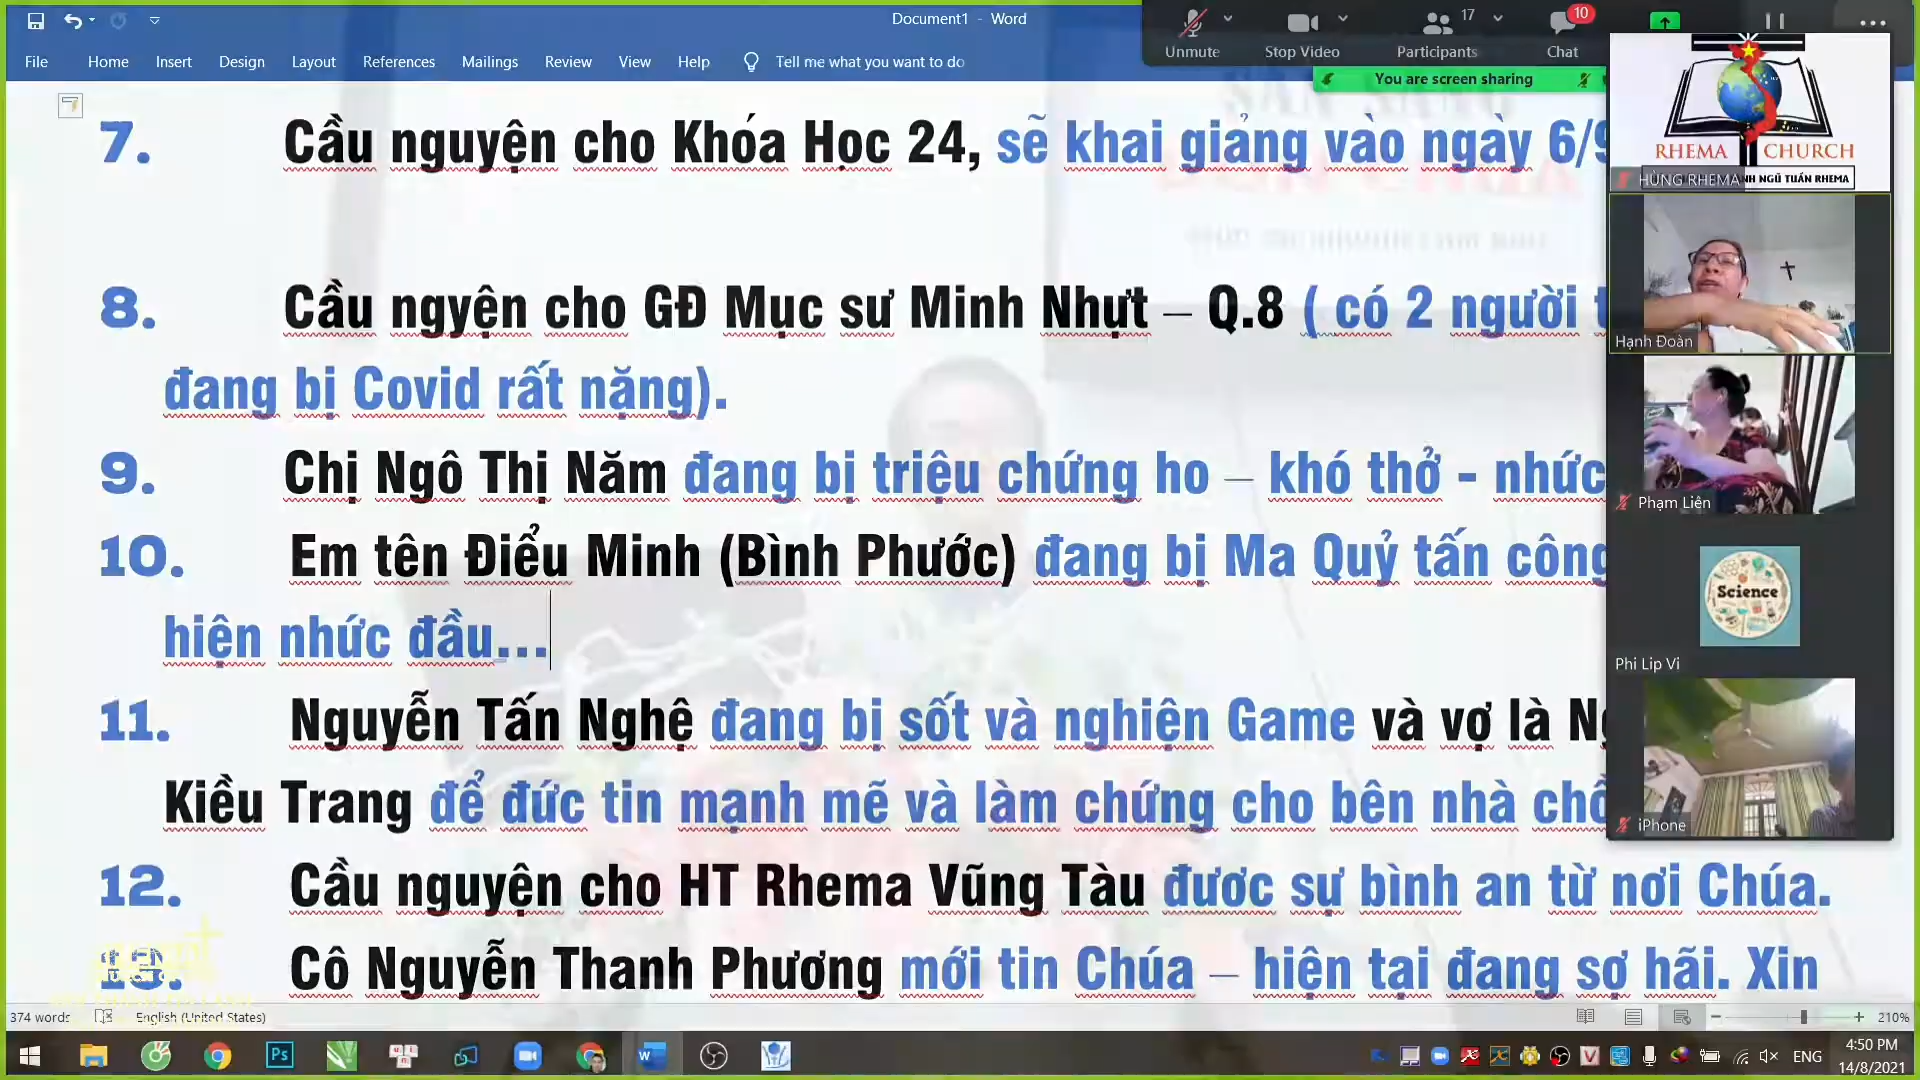 Document1 - Word
File Home Insert Design Layout References Mailings Review View Help Tell me what you want to do
Unmute Stop Video 17 Participants 10 Chat
You are screen sharing
7. Cầu nguyện cho Khóa Học 24, sẽ khai giảng vào ngày
8. Cầu ngyện cho GĐ Mục sư Minh Nhựt – Q.8 ( có 2 người
đang bị Covid rất nặng).
9. Chị Ngô Thị Năm đang bị triệu chứng ho – khó thở - nhức
10. Em tên Điểu Minh (Bình Phước) đang bị Ma Quỷ tấn công
hiện nhức đầu...
11. Nguyễn Tấn Nghệ đang bị sốt và nghiện Game và vợ là
Kiều Trang để đức tin mạnh mẽ và làm chứng cho bên nhà
12. Cầu nguyện cho HT Rhema Vũng Tàu được sự bình an từ nơi Chúa.
13. Cô Nguyễn Thanh Phương mới tin Chúa – hiện tại đang sợ hãi. Xin
RHEMA CHURCH
HÙNG RHEMA
NGŨ TUẦN RHEMA
Hạnh Đoàn
Phạm Liên
Science
Phi Lip Vi
iPhone
374 words English (United States) 210%
Ps
ENG
4:50 PM
14/8/2021